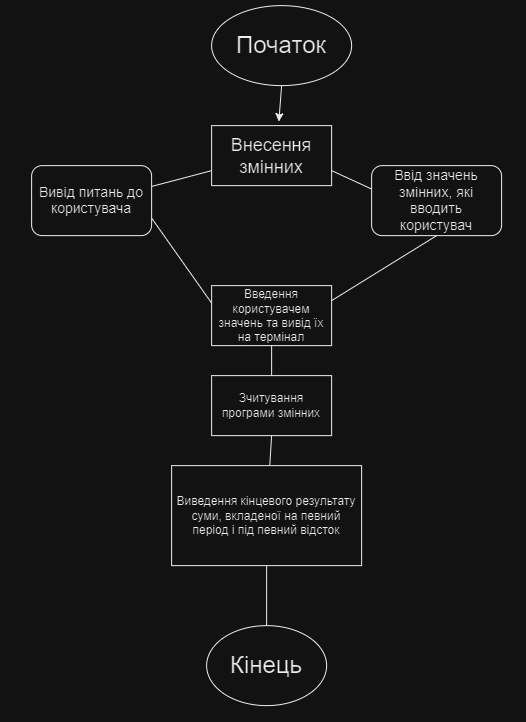 Початок
Внесення
змінних
Вивід питань до
користувача
Ввід значень
змінних, які
вводить
користувач
Введення
користувачем
значень та вивід їх
на термінал
Зчитування
програми змінних
Виведення кінцевого результату
суми, вкладеної на певний
період і під певний відсток
Кінець